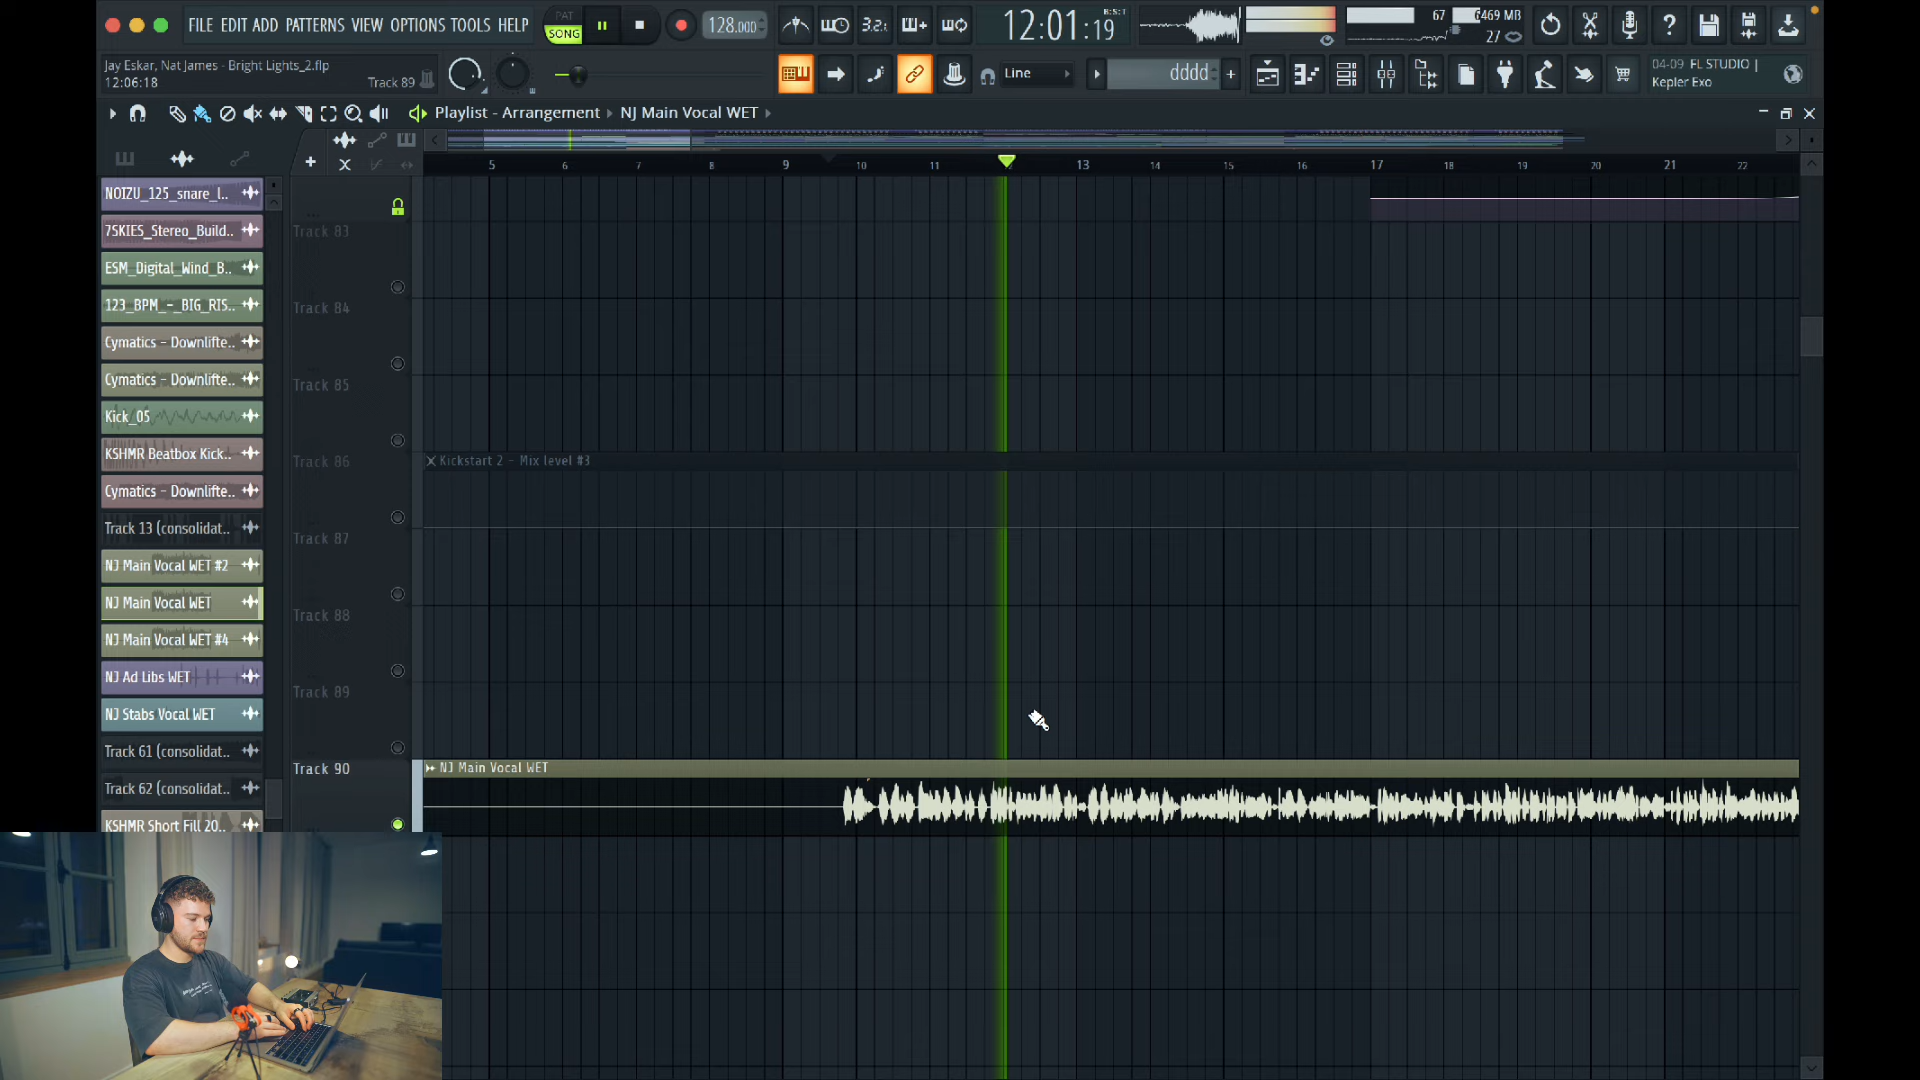 FILE EDIT ADD PATTERNS VIEW OPTIONS TOOLS HELP
PAT
SONG
128.000
3.2.
12:01:19
B:S:T
67
6469 MB
27
Jay Eskar, Nat James - Bright Lights_2.flp
12:06:18
Track 89
Line
dddd
04-09 FL STUDIO |
Kepler Exo
Playlist - Arrangement
NJ Main Vocal WET
5 6 7 8 9 10 11 12 13 14 15 16 17 18 19 20 21 22
NOIZU_125_snare_l..
7SKIES_Stereo_Build..
ESM_Digital_Wind_B..
123_BPM_-_BIG_RIS..
Cymatics - Downlifte..
Cymatics - Downlifte..
Kick_05
KSHMR Beatbox Kick..
Cymatics - Downlifte..
Track 13 (consolidat..
NJ Main Vocal WET #2
NJ Main Vocal WET
NJ Main Vocal WET #4
NJ Ad Libs WET
NJ Stabs Vocal WET
Track 61 (consolidat..
Track 62 (consolidat..
KSHMR Short Fill 20..
Track 83
Track 84
Track 85
Track 86
Kickstart 2 - Mix level #3
Track 87
Track 88
Track 89
Track 90
NJ Main Vocal WET